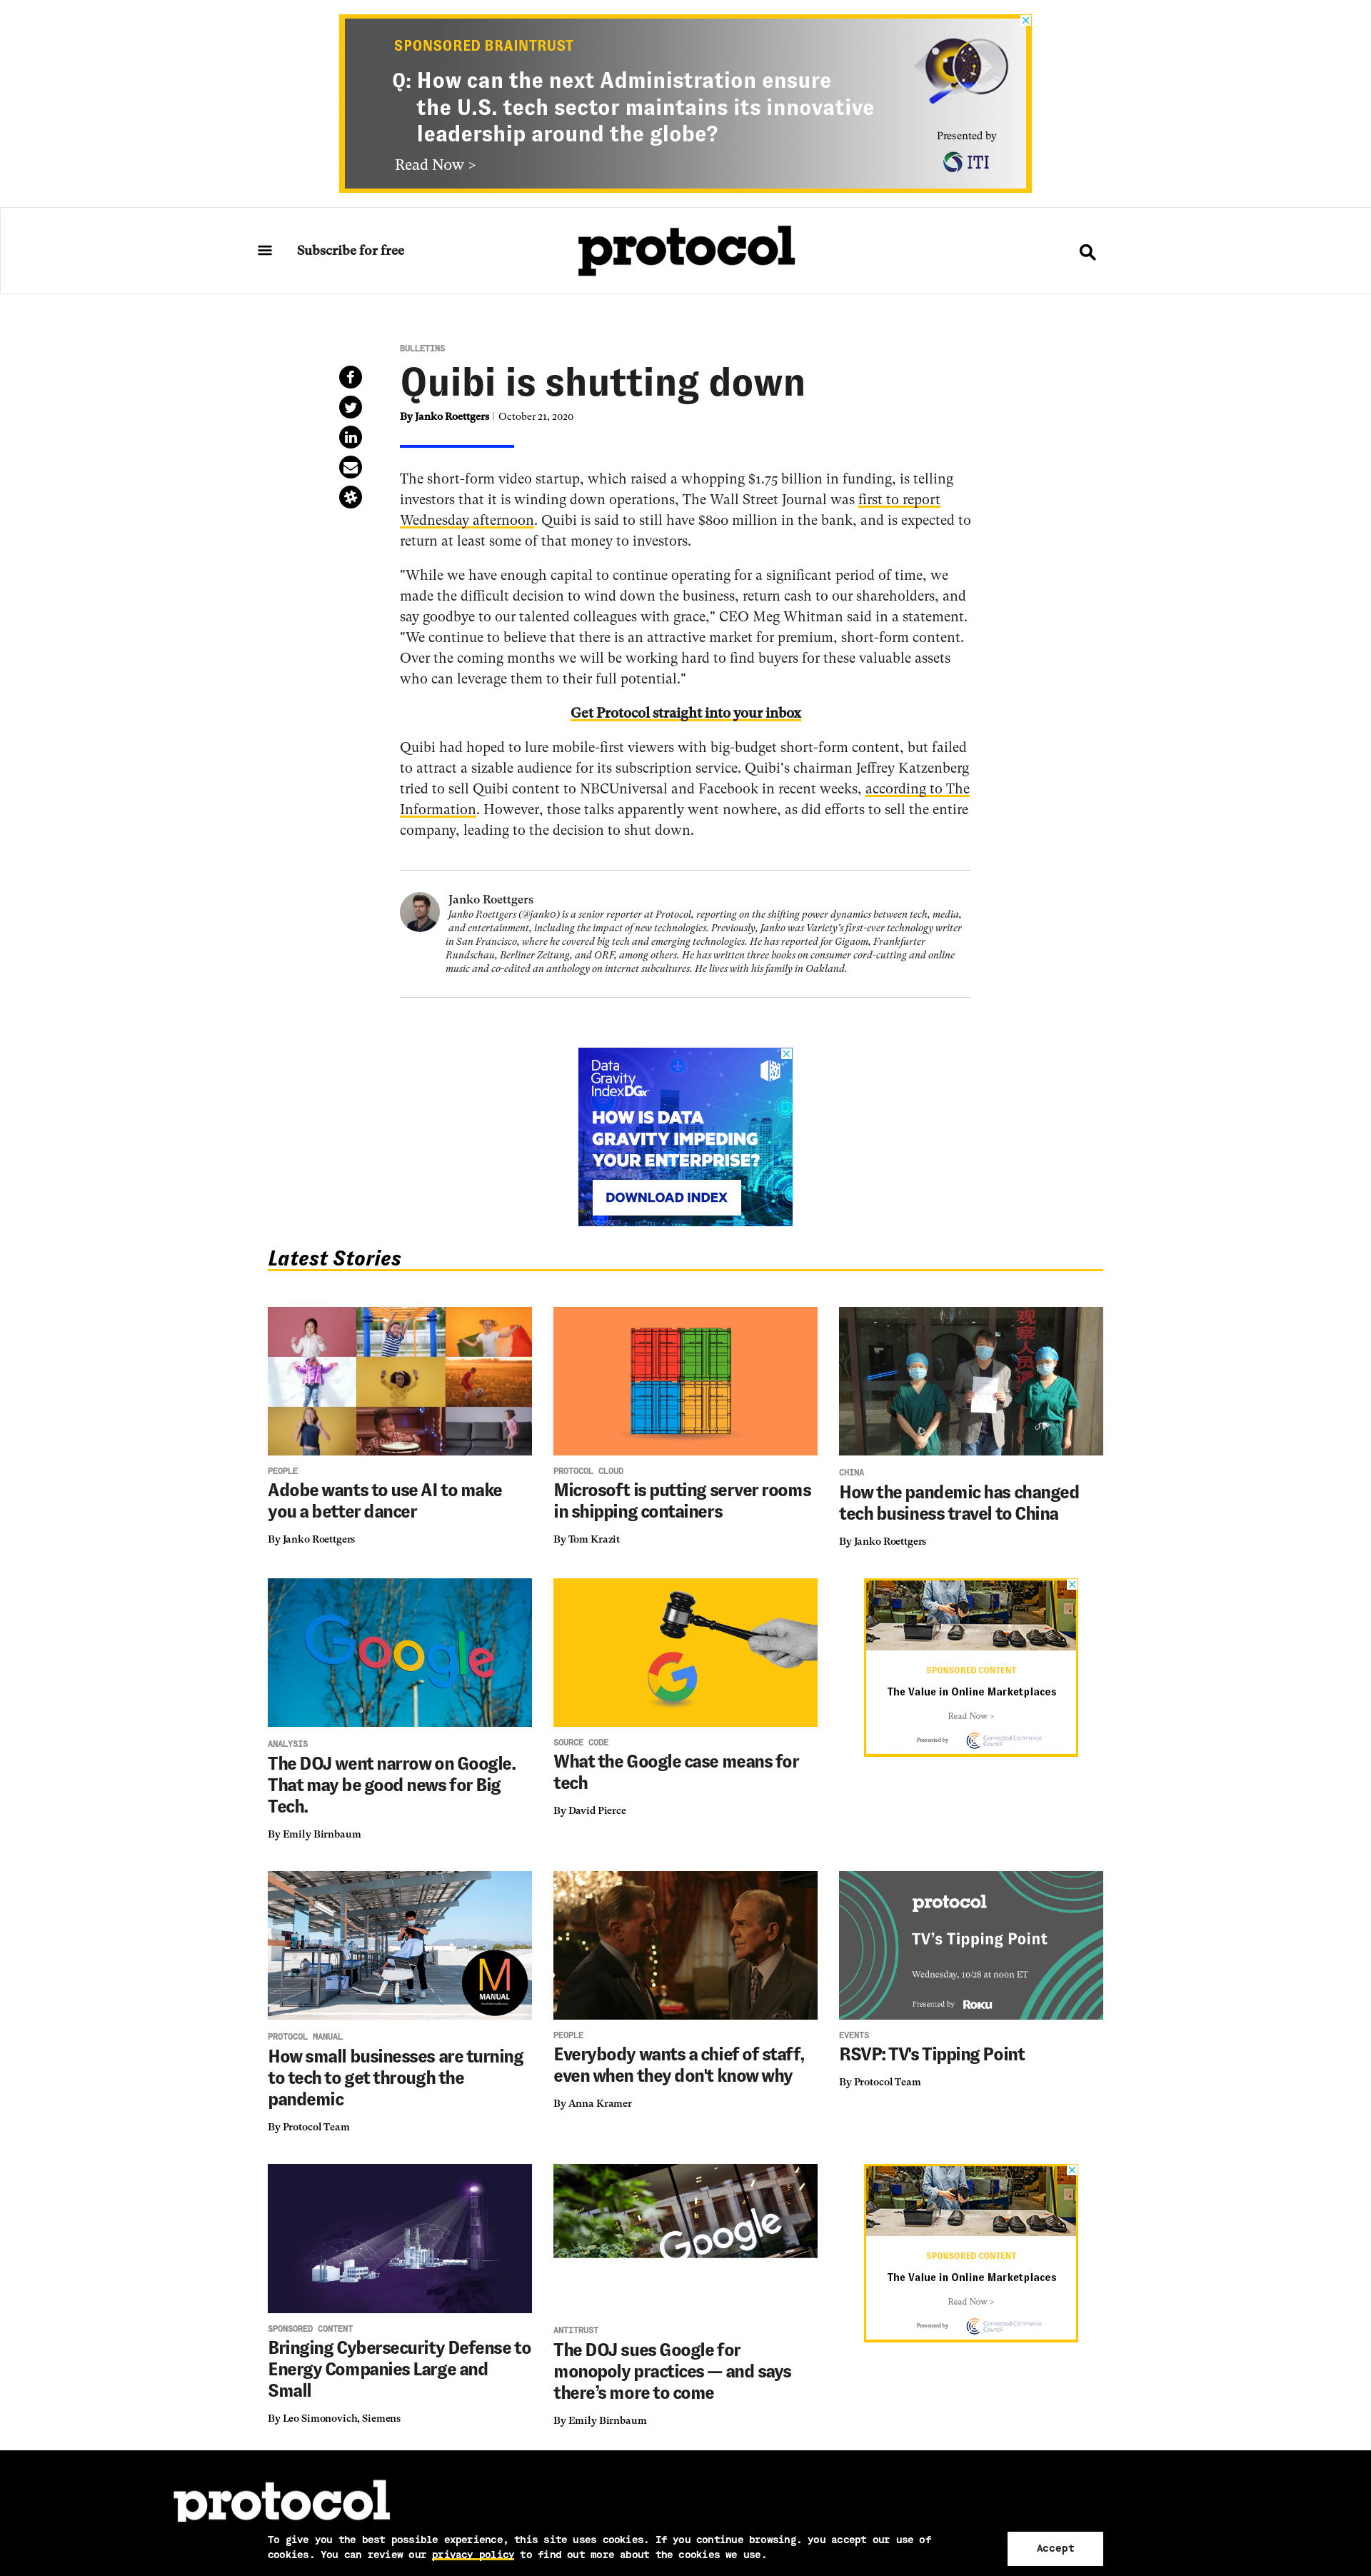 SPONSORED BRAINTRUST
Q: How can the next Administration ensure
the U.S. tech sector maintains its innovative
leadership around the globe?
Read Now >
Presented by
ITI
Subscribe for free
protocol
BULLETINS
Quibi is shutting down
By Janko Roettgers | October 21, 2020
The short-form video startup, which raised a whopping $1.75 billion in funding, is telling
investors that it is winding down operations, The Wall Street Journal was first to report
Wednesday afternoon. Quibi is said to still have $800 million in the bank, and is expected to
return at least some of that money to investors.
"While we have enough capital to continue operating for a significant period of time, we
made the difficult decision to wind down the business, return cash to our shareholders, and
say goodbye to our talented colleagues with grace," CEO Meg Whitman said in a statement.
"We continue to believe that there is an attractive market for premium, short-form content.
Over the coming months we will be working hard to find buyers for these valuable assets
who can leverage them to their full potential."
Get Protocol straight into your inbox
Quibi had hoped to lure mobile-first viewers with big-budget short-form content, but failed
to attract a sizable audience for its subscription service. Quibi's chairman Jeffrey Katzenberg
tried to sell Quibi content to NBCUniversal and Facebook in recent weeks, according to The
Information. However, those talks apparently went nowhere, as did efforts to sell the entire
company, leading to the decision to shut down.
Janko Roettgers
Janko Roettgers (@jank0) is a senior reporter at Protocol, reporting on the shifting power dynamics between tech, media,
and entertainment, including the impact of new technologies. Previously, Janko was Variety's first-ever technology writer
in San Francisco, where he covered big tech and emerging technologies. He has reported for Gigaom, Frankfurter
Rundschau, Berliner Zeitung, and ORF, among others. He has written three books on consumer cord-cutting and online
music and co-edited an anthology on internet subcultures. He lives with his family in Oakland.
Data
Gravity
IndexDGx
HOW IS DATA
GRAVITY IMPEDING
YOUR ENTERPRISE?
DOWNLOAD INDEX
Latest Stories
观察人员
PEOPLE
Adobe wants to use AI to make
you a better dancer
By Janko Roettgers
PROTOCOL CLOUD
Microsoft is putting server rooms
in shipping containers
By Tom Krazit
CHINA
How the pandemic has changed
tech business travel to China
By Janko Roettgers
Google
ANALYSIS
The DOJ went narrow on Google.
That may be good news for Big
Tech.
By Emily Birnbaum
G
SOURCE CODE
What the Google case means for
tech
By David Pierce
SPONSORED CONTENT
The Value in Online Marketplaces
Read Now >
Presented by
Connected Commerce
Council
M
MANUAL
PROTOCOL MANUAL
How small businesses are turning
to tech to get through the
pandemic
By Protocol Team
PEOPLE
Everybody wants a chief of staff,
even when they don't know why
By Anna Kramer
protocol
TV's Tipping Point
Wednesday, 10/28 at noon ET
Presented by ROKU
EVENTS
RSVP: TV's Tipping Point
By Protocol Team
SPONSORED CONTENT
Bringing Cybersecurity Defense to
Energy Companies Large and
Small
By Leo Simonovich, Siemens
Google
ANTITRUST
The DOJ sues Google for
monopoly practices — and says
there's more to come
By Emily Birnbaum
SPONSORED CONTENT
The Value in Online Marketplaces
Read Now >
Presented by
Connected Commerce
Council
protocol
To give you the best possible experience, this site uses cookies. If you continue browsing. you accept our use of
cookies. You can review our privacy policy to find out more about the cookies we use.
Accept